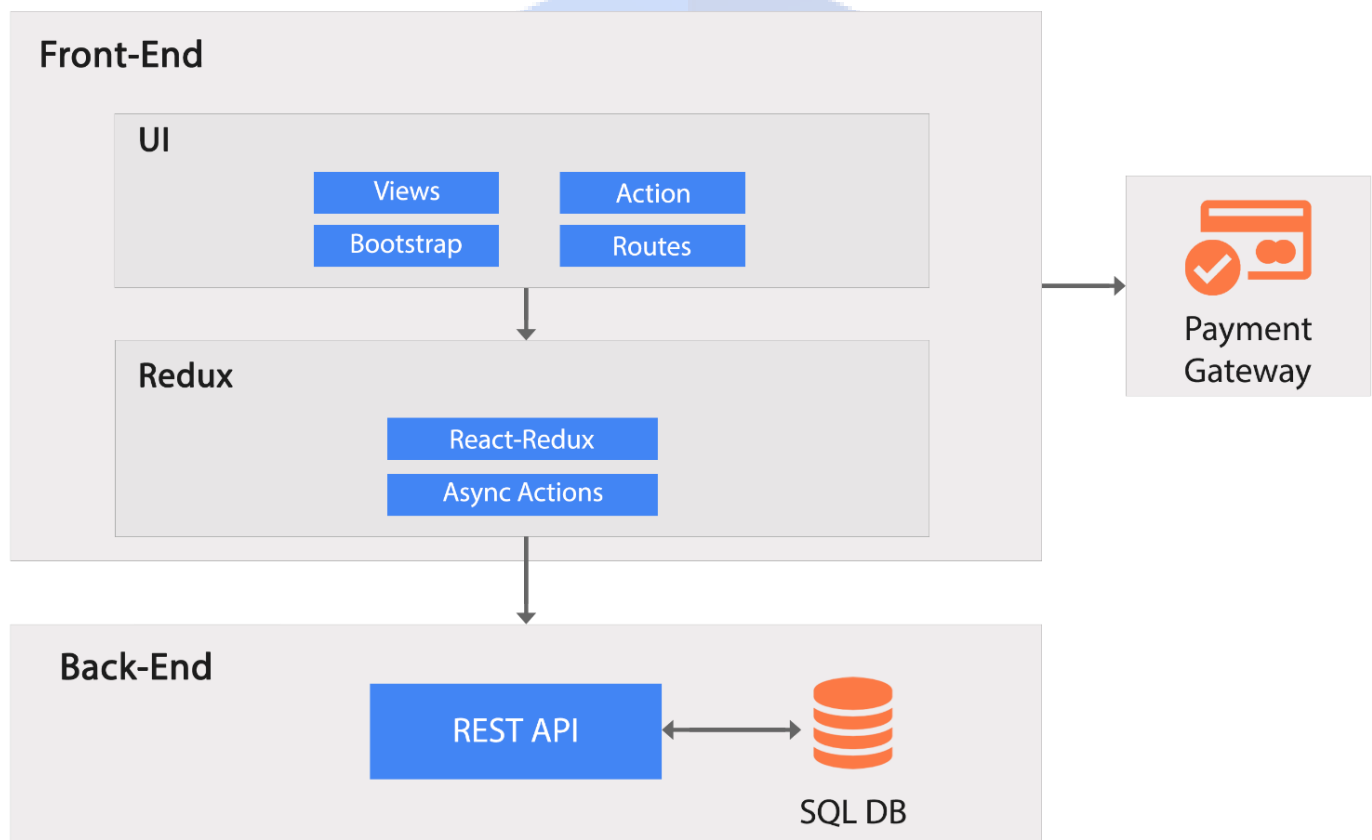 Front-End
UI
Views
Action
Bootstrap
Routes
Redux
React-Redux
Async Actions
Payment
Gateway
Back-End
REST API
SQL DB